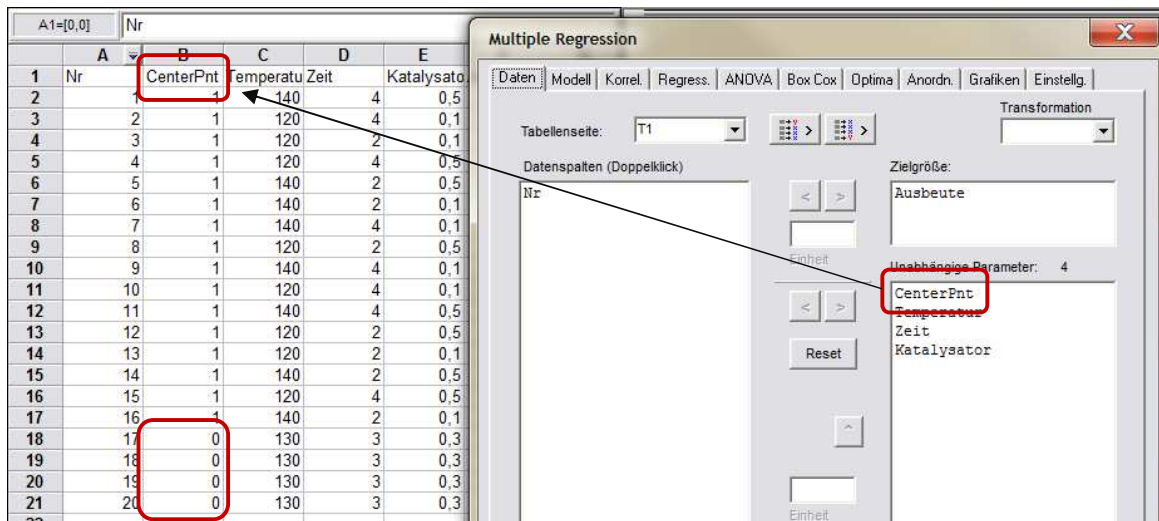 A1=[0,0] Nr
A B C D E
1 Nr CenterPnt Temperatu Zeit Katalysato
2 1 1 140 4 0,5
3 2 1 120 4 0,1
4 3 1 120 2 0,1
5 4 1 120 4 0,5
6 5 1 140 2 0,5
7 6 1 140 2 0,1
8 7 1 140 4 0,1
9 8 1 120 2 0,5
10 9 1 140 4 0,1
11 10 1 120 4 0,1
12 11 1 140 4 0,5
13 12 1 120 2 0,5
14 13 1 120 2 0,1
15 14 1 140 2 0,5
16 15 1 120 4 0,5
17 16 1 140 2 0,1
18 17 0 130 3 0,3
19 18 0 130 3 0,3
20 19 0 130 3 0,3
21 20 0 130 3 0,3
22
Multiple Regression
Daten Modell Korrel. Regress. ANOVA Box Cox Optima Anordn. Grafiken Einstellg.
Transformation
Tabellenseite: T1
Datenspalten (Doppelklick)
Nr
Zielgröße:
Ausbeute
< >
Einheit
Unabhängige Parameter: 4
CenterPnt
Temperatur
Zeit
Katalysator
< >
Reset
^
Einheit